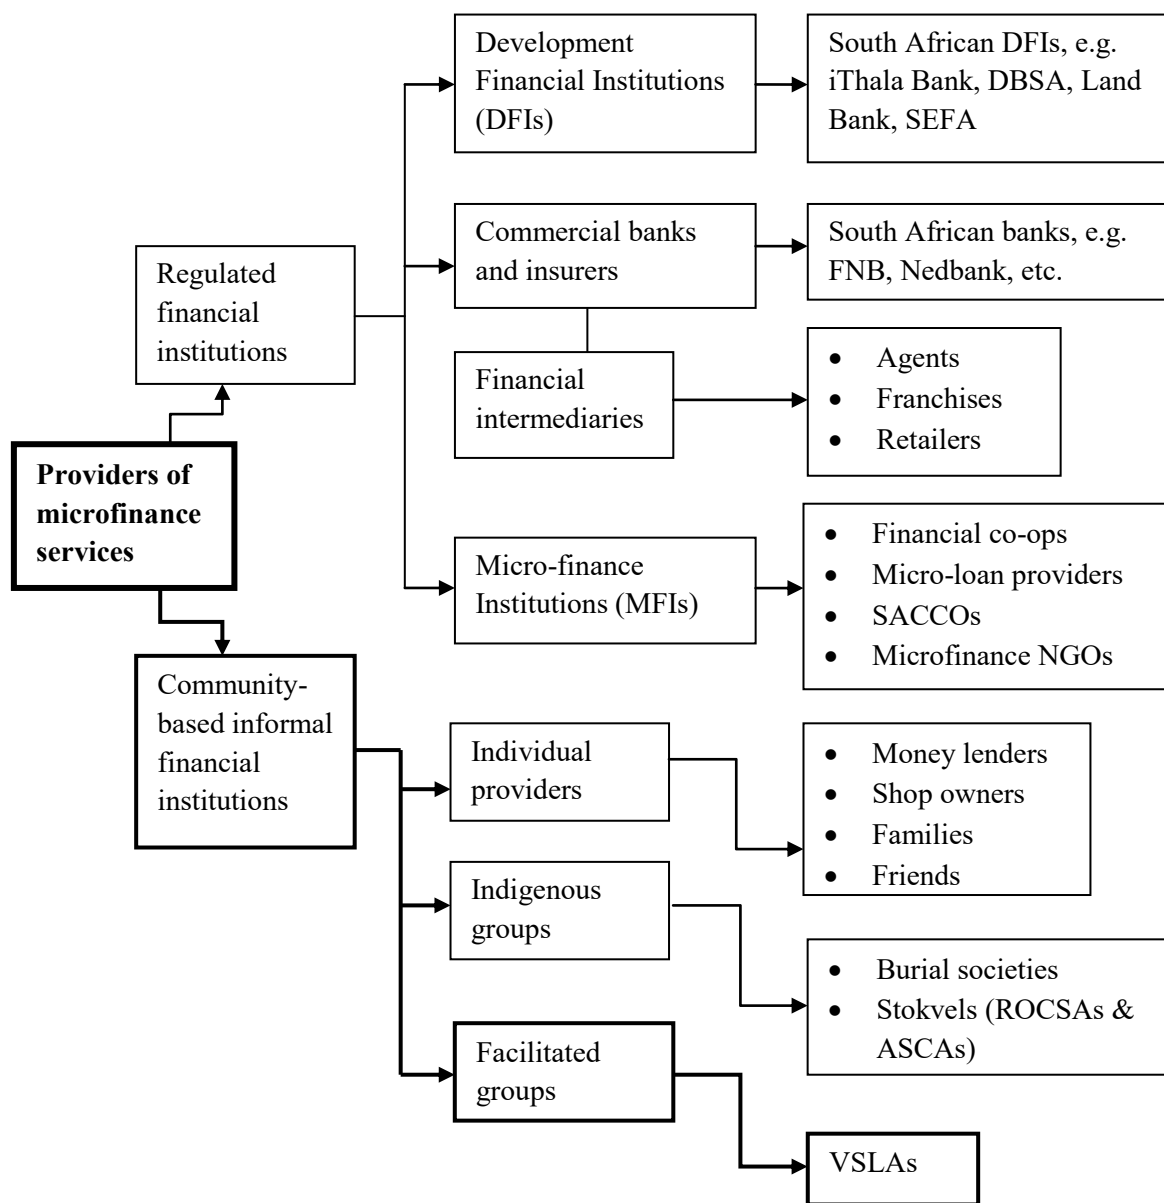 Development
Financial Institutions
(DFIs)
South African DFIs, e.g.
iThala Bank, DBSA, Land
Bank, SEFA
Commercial banks
and insurers
South African banks, e.g.
FNB, Nedbank, etc.
Regulated
financial
institutions
Financial
intermediaries
• Agents
• Franchises
• Retailers
Providers of
microfinance
services
Micro-finance
Institutions (MFIs)
• Financial co-ops
• Micro-loan providers
• SACCOs
• Microfinance NGOs
Community-
based informal
financial
institutions
Individual
providers
• Money lenders
• Shop owners
• Families
• Friends
Indigenous
groups
• Burial societies
• Stokvels (ROCSAs &
ASCAs)
Facilitated
groups
VSLAs